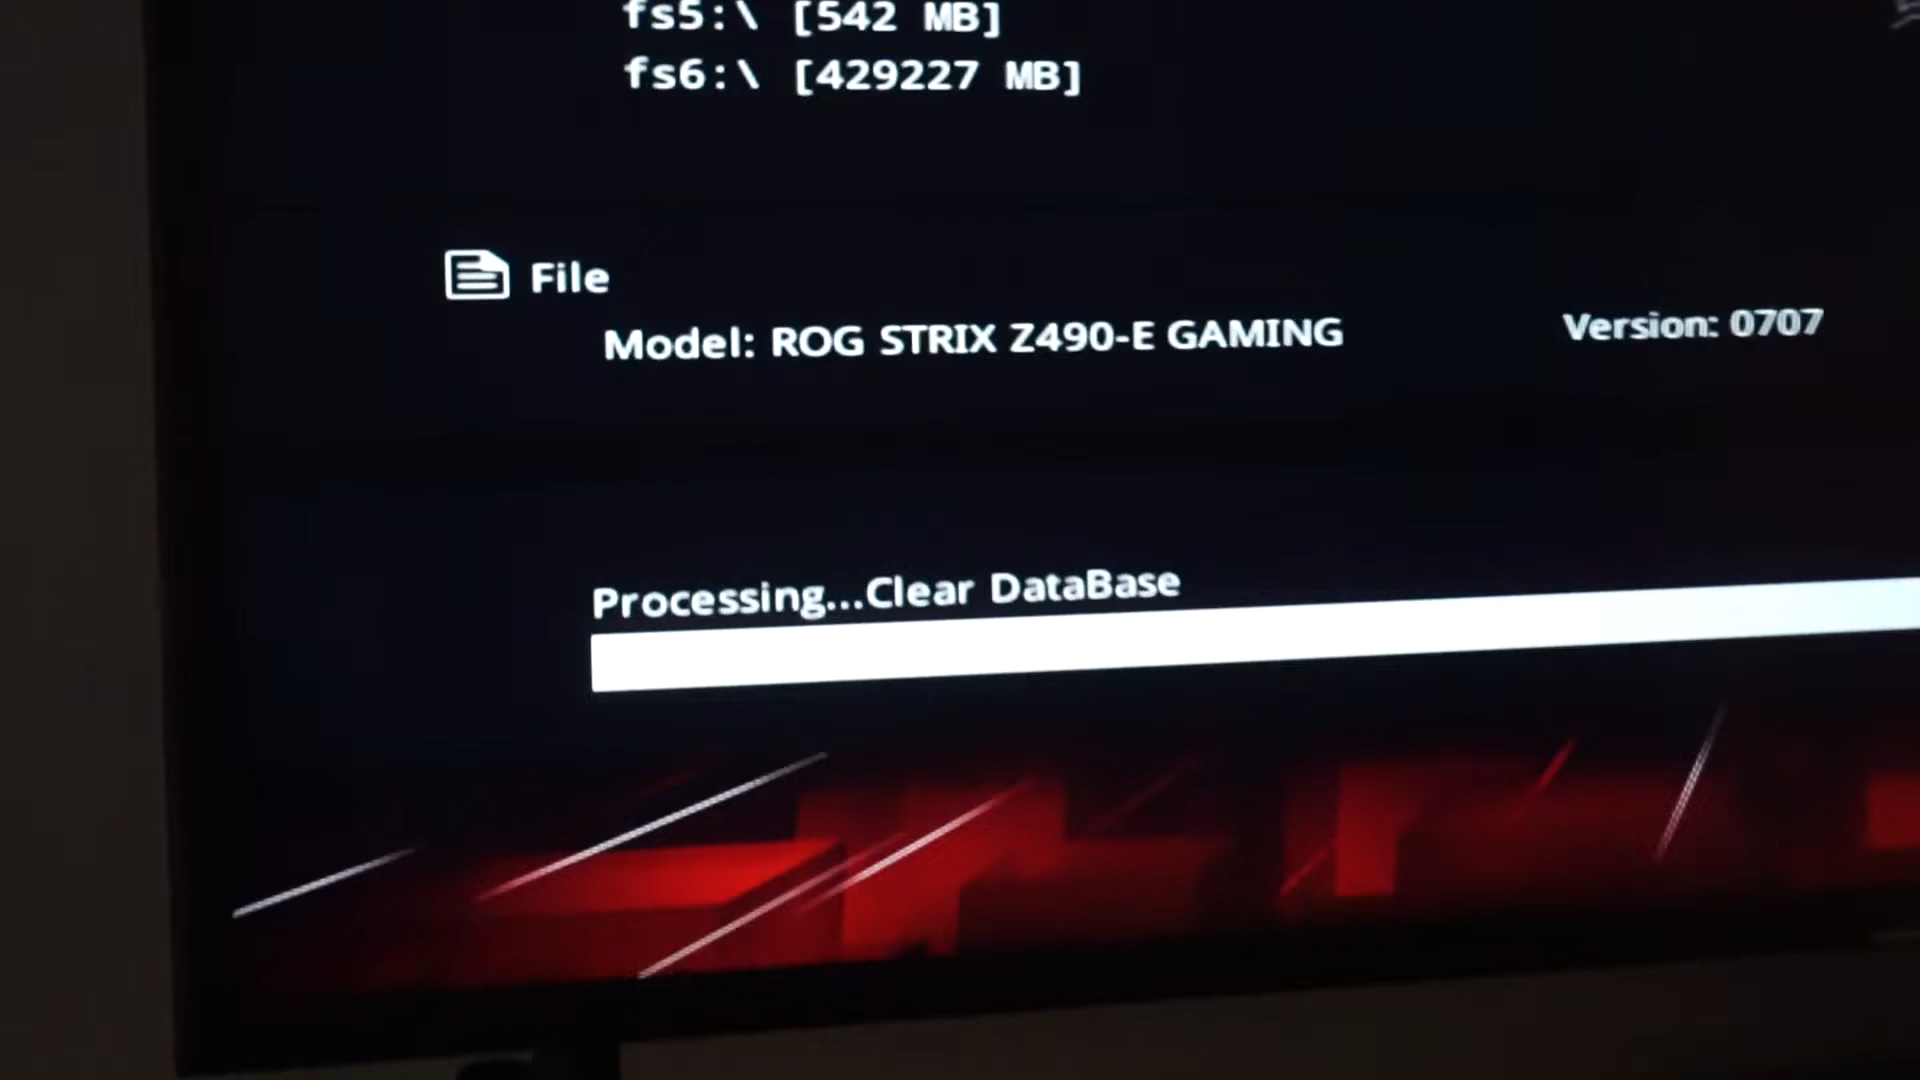 fs5:\ [542 MB]
fs6:\ [429227 MB]
File
Model: ROG STRIX Z490-E GAMING
Version: 0707
Processing...Clear DataBase